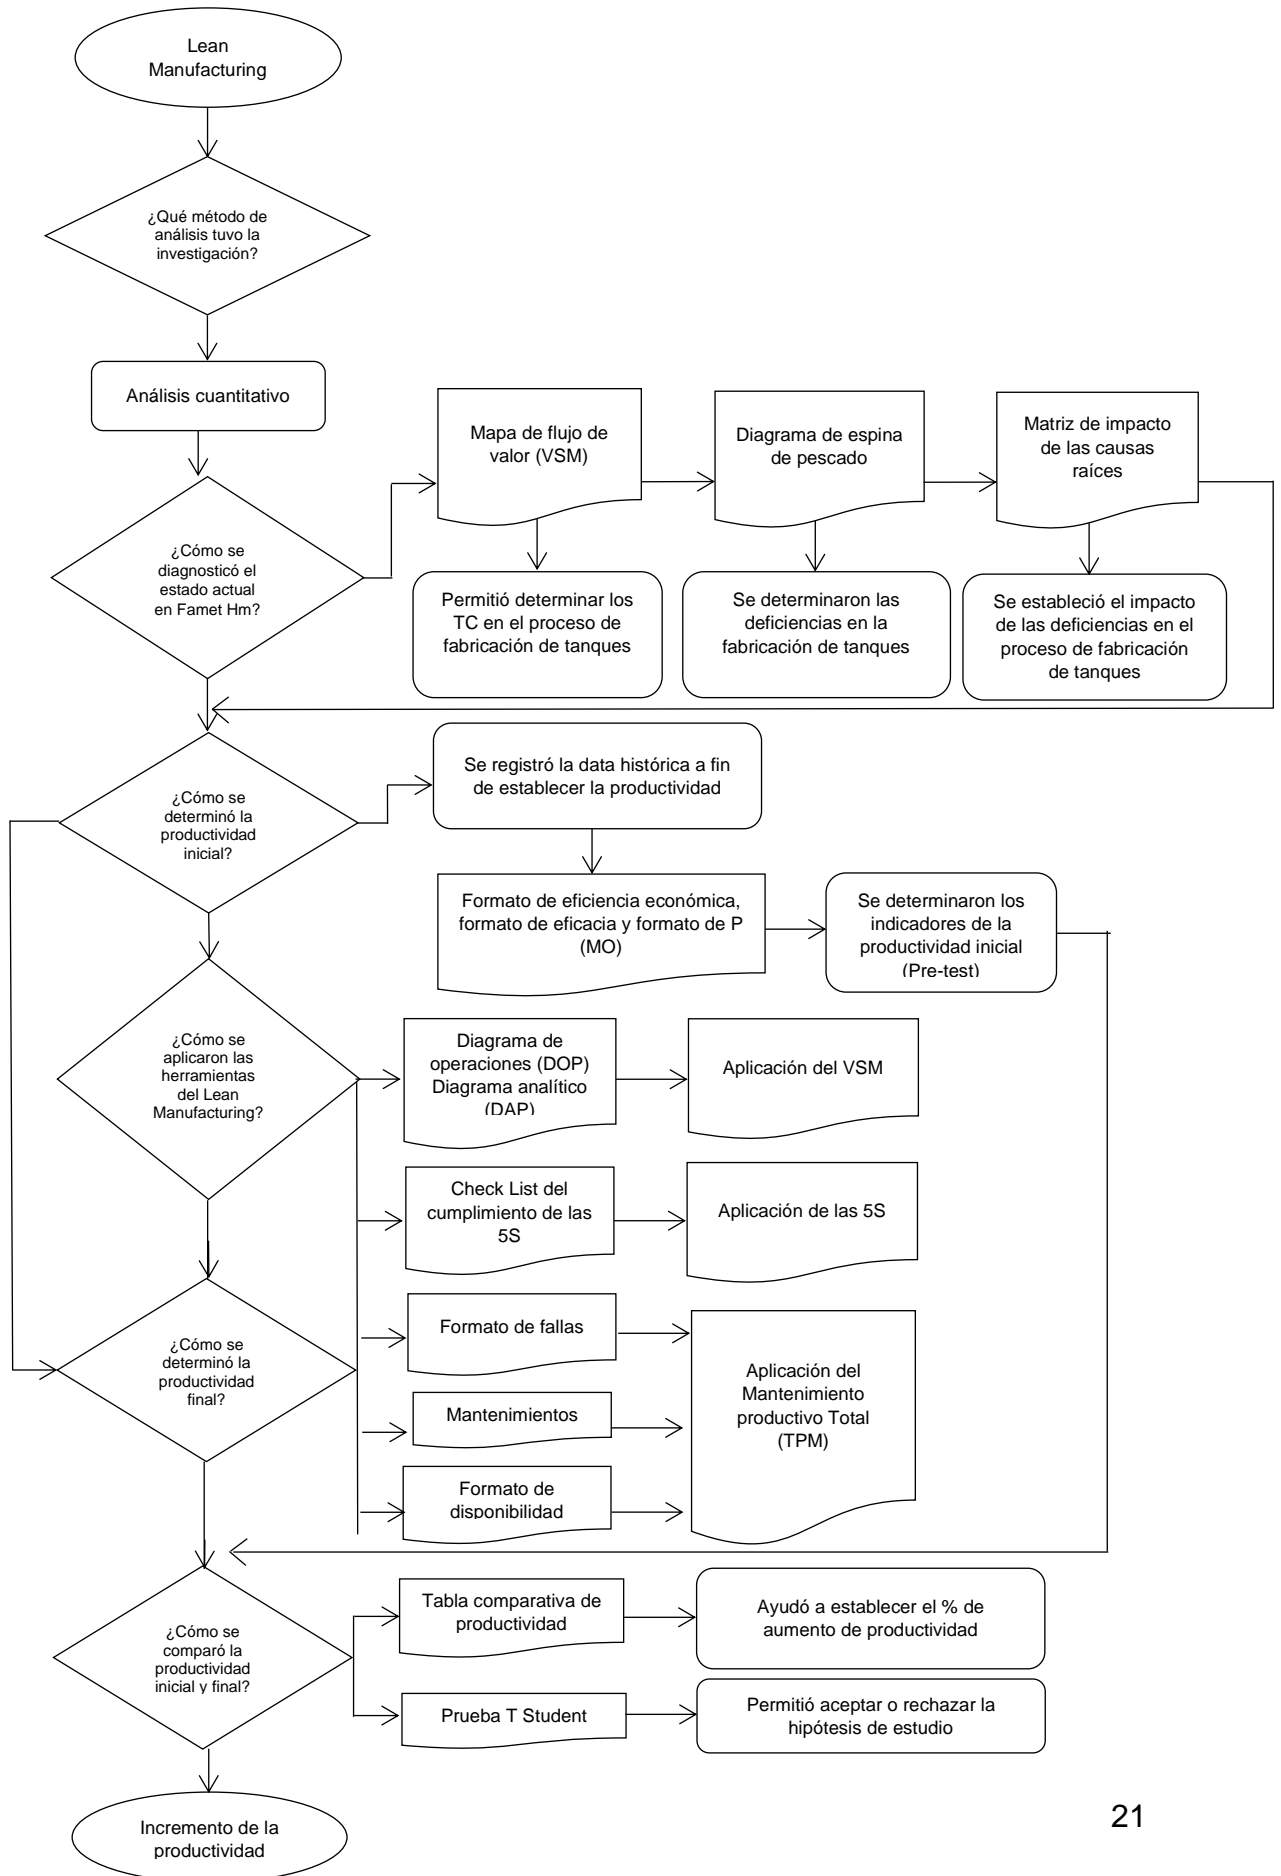 Lean
Manufacturing
¿Qué método de
análisis tuvo la
investigación?
Análisis cuantitativo
Mapa de flujo de
valor (VSM)
Diagrama de espina
de pescado
Matriz de impacto
de las causas
raíces
¿Cómo se
diagnosticó el
estado actual
en Famet Hm?
Permitió determinar los
TC en el proceso de
fabricación de tanques
Se determinaron las
deficiencias en la
fabricación de tanques
Se estableció el impacto
de las deficiencias en el
proceso de fabricación
de tanques
¿Cómo se
determinó la
productividad
inicial?
Se registró la data histórica a fin
de establecer la productividad
Formato de eficiencia económica,
formato de eficacia y formato de P
(MO)
Se determinaron los
indicadores de la
productividad inicial
(Pre-test)
¿Cómo se
aplicaron las
herramientas
del Lean
Manufacturing?
Diagrama de
operaciones (DOP)
Diagrama analítico
(DAP)
Aplicación del VSM
Check List del
cumplimiento de las
5S
Aplicación de las 5S
¿Cómo se
determinó la
productividad
final?
Formato de fallas
Mantenimientos
Formato de
disponibilidad
Aplicación del
Mantenimiento
productivo Total
(TPM)
¿Cómo se
comparó la
productividad
inicial y final?
Tabla comparativa de
productividad
Ayudó a establecer el % de
aumento de productividad
Prueba T Student
Permitió aceptar o rechazar la
hipótesis de estudio
Incremento de la
productividad
21